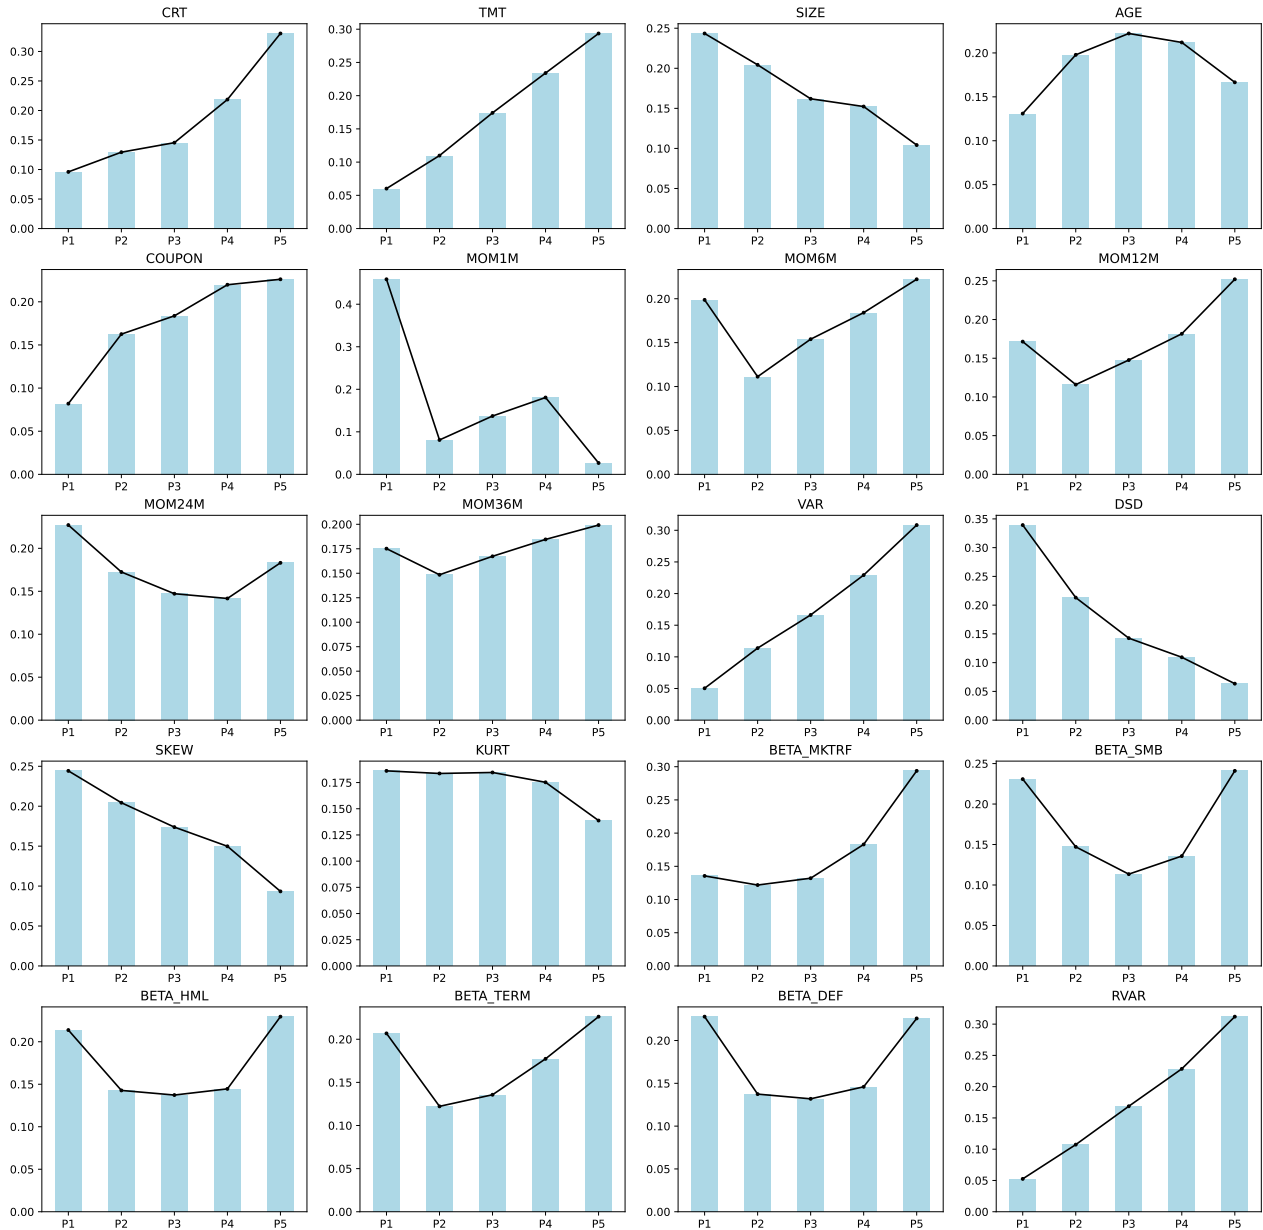 CRT TMT SIZE AGE
0.30 0.25 0.20 0.15 0.10 0.05 0.00
P1 P2 P3 P4 P5
0.30 0.25 0.20 0.15 0.10 0.05 0.00
P1 P2 P3 P4 P5
0.25 0.20 0.15 0.10 0.05 0.00
P1 P2 P3 P4 P5
0.20 0.15 0.10 0.05 0.00
P1 P2 P3 P4 P5
COUPON MOM1M MOM6M MOM12M
0.20 0.15 0.10 0.05 0.00
P1 P2 P3 P4 P5
0.4 0.3 0.2 0.1 0.0
P1 P2 P3 P4 P5
0.20 0.15 0.10 0.05 0.00
P1 P2 P3 P4 P5
0.25 0.20 0.15 0.10 0.05 0.00
P1 P2 P3 P4 P5
MOM24M MOM36M VAR DSD
0.20 0.15 0.10 0.05 0.00
P1 P2 P3 P4 P5
0.200 0.175 0.150 0.125 0.100 0.075 0.050 0.025 0.000
P1 P2 P3 P4 P5
0.30 0.25 0.20 0.15 0.10 0.05 0.00
P1 P2 P3 P4 P5
0.35 0.30 0.25 0.20 0.15 0.10 0.05 0.00
P1 P2 P3 P4 P5
SKEW KURT BETA_MKTRF BETA_SMB
0.25 0.20 0.15 0.10 0.05 0.00
P1 P2 P3 P4 P5
0.175 0.150 0.125 0.100 0.075 0.050 0.025 0.000
P1 P2 P3 P4 P5
0.30 0.25 0.20 0.15 0.10 0.05 0.00
P1 P2 P3 P4 P5
0.25 0.20 0.15 0.10 0.05 0.00
P1 P2 P3 P4 P5
BETA_HML BETA_TERM BETA_DEF RVAR
0.20 0.15 0.10 0.05 0.00
P1 P2 P3 P4 P5
0.20 0.15 0.10 0.05 0.00
P1 P2 P3 P4 P5
0.20 0.15 0.10 0.05 0.00
P1 P2 P3 P4 P5
0.30 0.25 0.20 0.15 0.10 0.05 0.00
P1 P2 P3 P4 P5